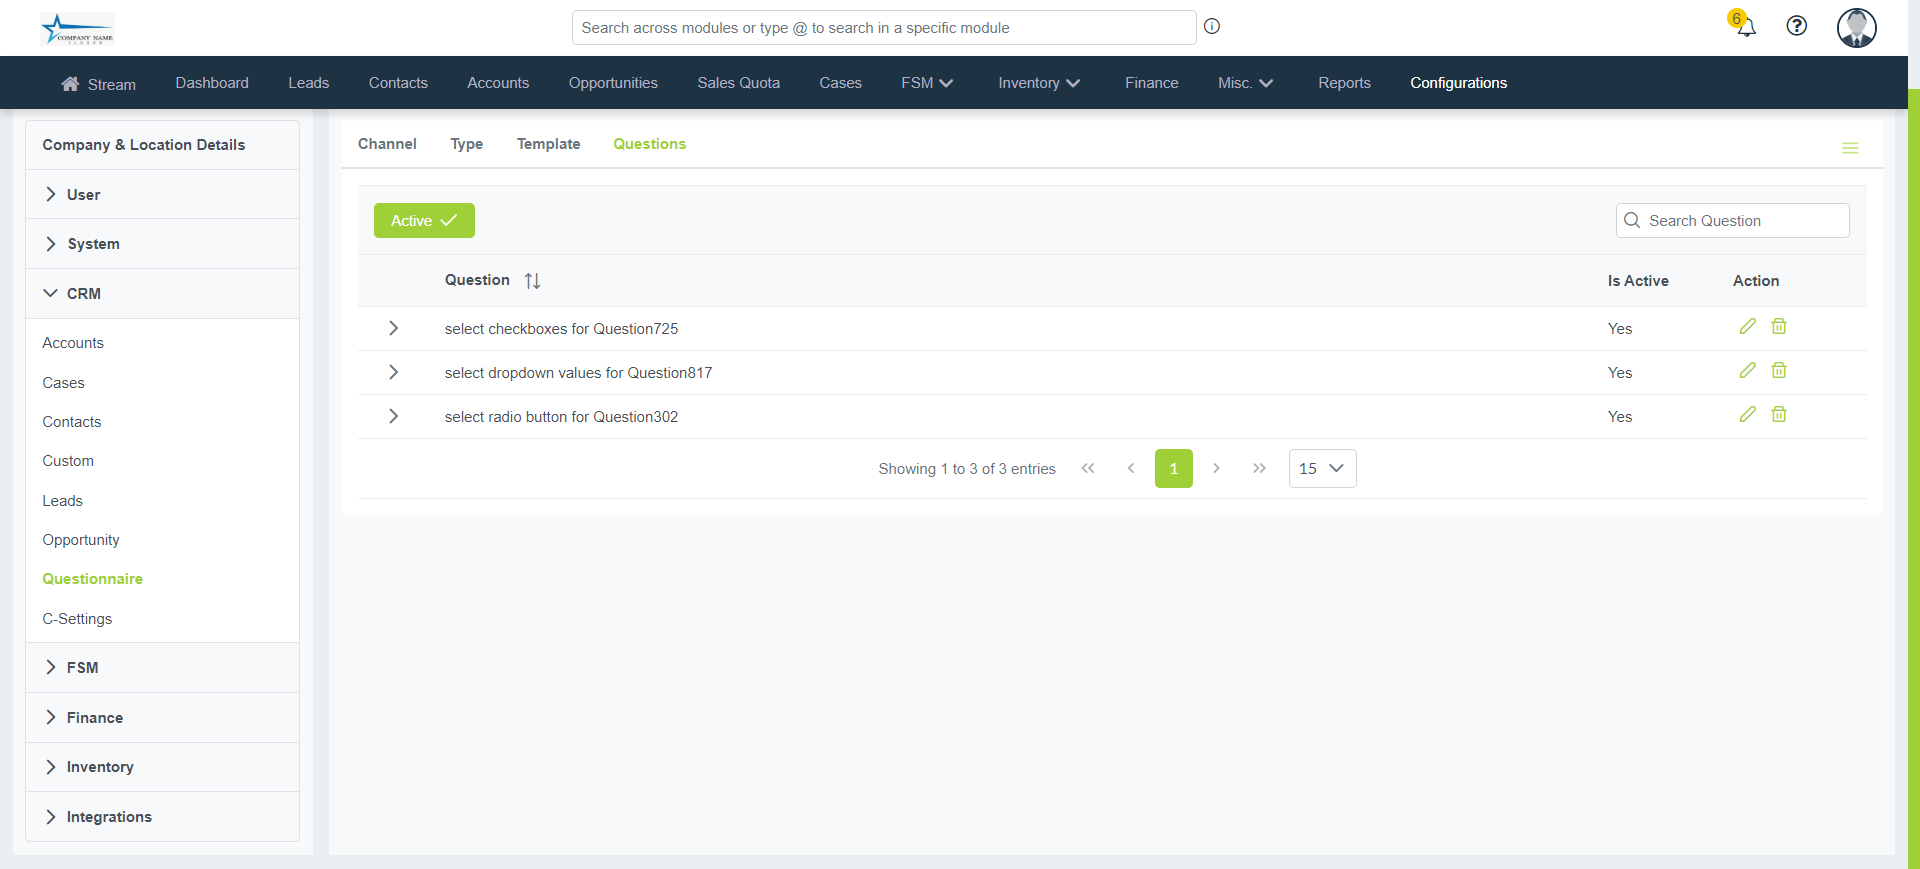 COMPANY NAME
Search across modules or type @ to search in a specific module
6
Stream Dashboard Leads Contacts Accounts Opportunities Sales Quota Cases FSM Inventory Finance Misc. Reports Configurations
Company & Location Details
User
System
CRM
Accounts
Cases
Contacts
Custom
Leads
Opportunity
Questionnaire
C-Settings
FSM
Finance
Inventory
Integrations
Channel Type Template Questions
Active
Search Question
Question Is Active Action
select checkboxes for Question725 Yes
select dropdown values for Question817 Yes
select radio button for Question302 Yes
Showing 1 to 3 of 3 entries 1 15